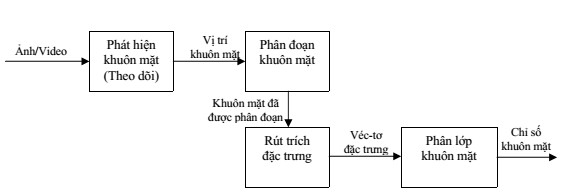 Ảnh/Video
Phát hiện
khuôn mặt
(Theo dõi)
Vị trí
khuôn mặt
Phân đoạn
khuôn mặt
Khuôn mặt đã
được phân đoạn
Rút trích
đặc trưng
Véc-tơ
đặc trưng
Phân lớp
khuôn mặt
Chỉ số
khuôn mặt